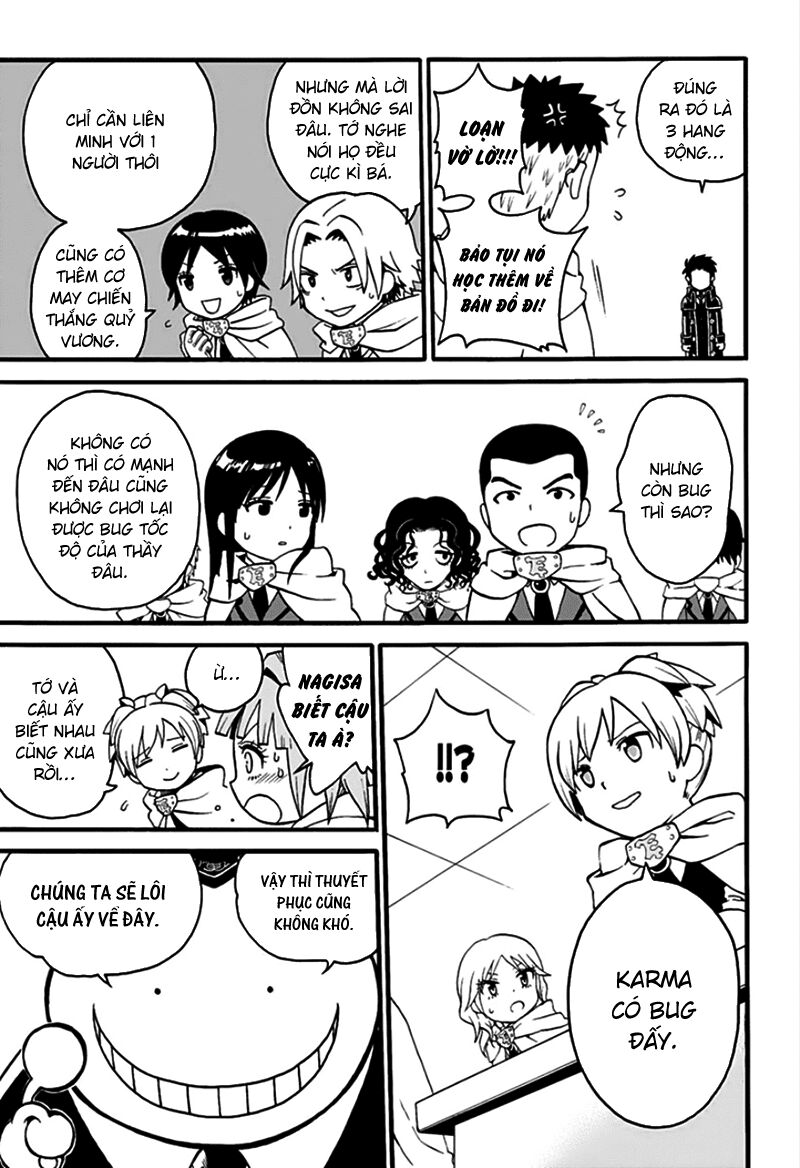 ĐÚNG
RA ĐÓ LÀ
3 HANG
ĐỘNG...
LOẠN
VỜ LỜ!!!
BẢO TỤI NÓ
HỌC THÊM VỀ
BẢN ĐỒ ĐI!
NHƯNG MÀ LỜI
ĐỒN KHÔNG SAI
ĐÂU. TỚ NGHE
NÓI HỌ ĐỀU
CỰC KÌ BÁ.
CHỈ CẦN LIÊN
MINH VỚI 1
NGƯỜI THÔI
CŨNG CÓ
THÊM CƠ
MAY CHIẾN
THẮNG QUỶ
VƯƠNG.
NHƯNG
CÒN BUG
THÌ SAO?
KHÔNG CÓ
NÓ THÌ CÓ MẠNH
ĐẾN ĐÂU CŨNG
KHÔNG CHƠI LẠI
ĐƯỢC BUG TỐC
ĐỘ CỦA THẦY
ĐÂU.
!!?
KARMA
CÓ BUG
ĐẤY.
NAGISA
BIẾT CẬU
TA À?
Ừ...
TỚ VÀ
CẬU ẤY
BIẾT NHAU
CŨNG XƯA
RỒI...
VẬY THÌ THUYẾT
PHỤC CŨNG
KHÔNG KHÓ.
CHÚNG TA SẼ LÔI
CẬU ẤY VỀ ĐÂY.